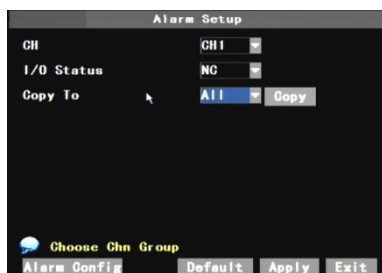 Alarm Setup
CH CH1
I/O Status NC
Copy To All Copy
Choose Chn Group
Alarm Config Default Apply Exit